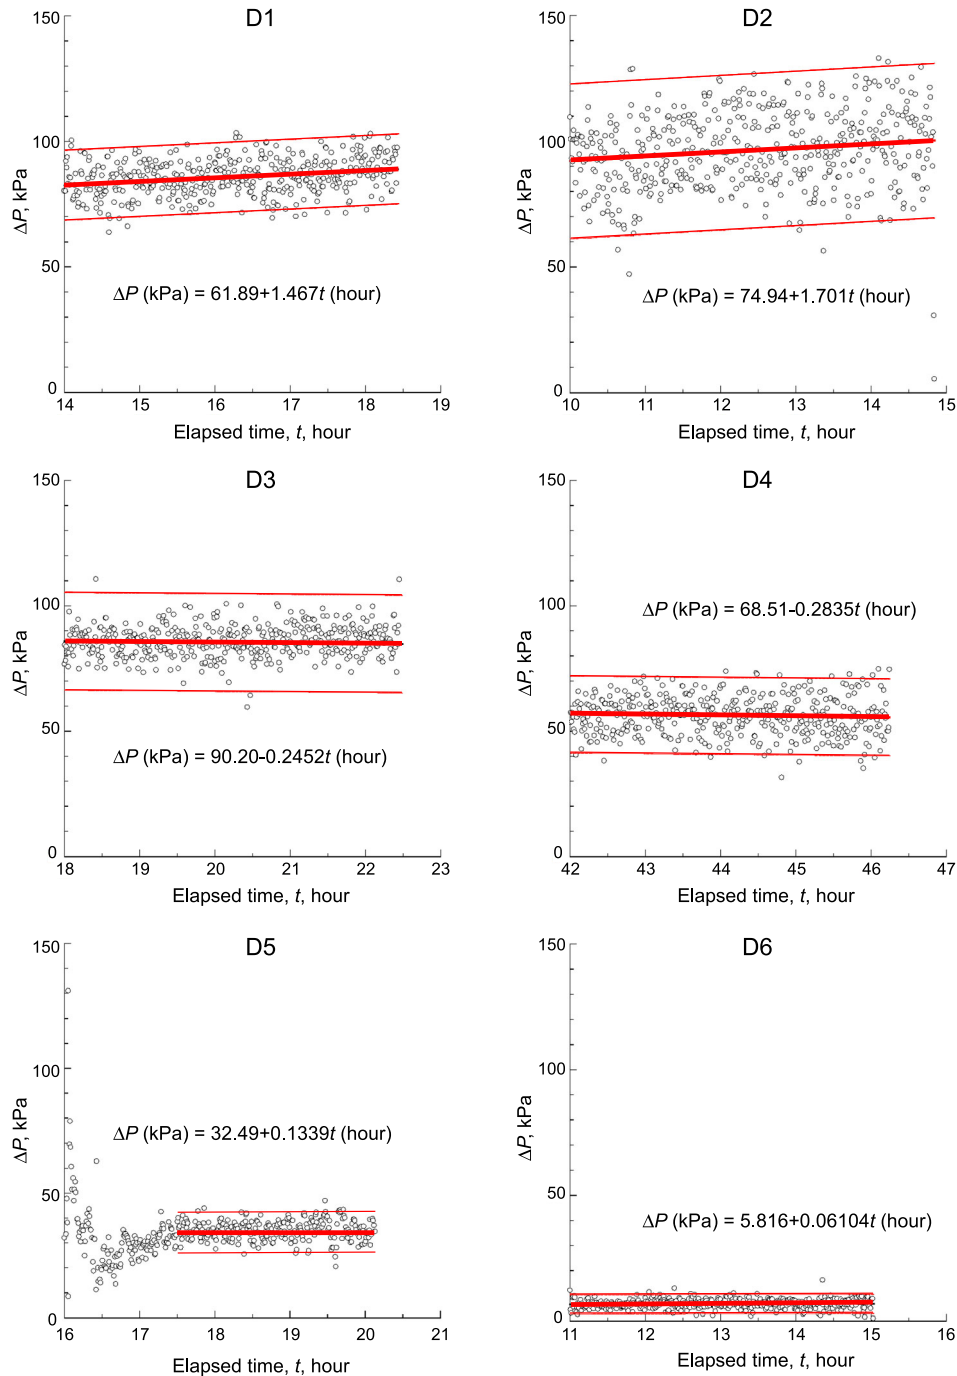 D1
150
100
50
0
ΔP, kPa
ΔP (kPa) = 61.89+1.467t (hour)
14 15 16 17 18 19
Elapsed time, t, hour
D2
150
100
50
0
ΔP, kPa
ΔP (kPa) = 74.94+1.701t (hour)
10 11 12 13 14 15
Elapsed time, t, hour
D3
150
100
50
0
ΔP, kPa
ΔP (kPa) = 90.20-0.2452t (hour)
18 19 20 21 22 23
Elapsed time, t, hour
D4
150
100
50
0
ΔP, kPa
ΔP (kPa) = 68.51-0.2835t (hour)
42 43 44 45 46 47
Elapsed time, t, hour
D5
150
100
50
0
ΔP, kPa
ΔP (kPa) = 32.49+0.1339t (hour)
16 17 18 19 20 21
Elapsed time, t, hour
D6
150
100
50
0
ΔP, kPa
ΔP (kPa) = 5.816+0.06104t (hour)
11 12 13 14 15 16
Elapsed time, t, hour